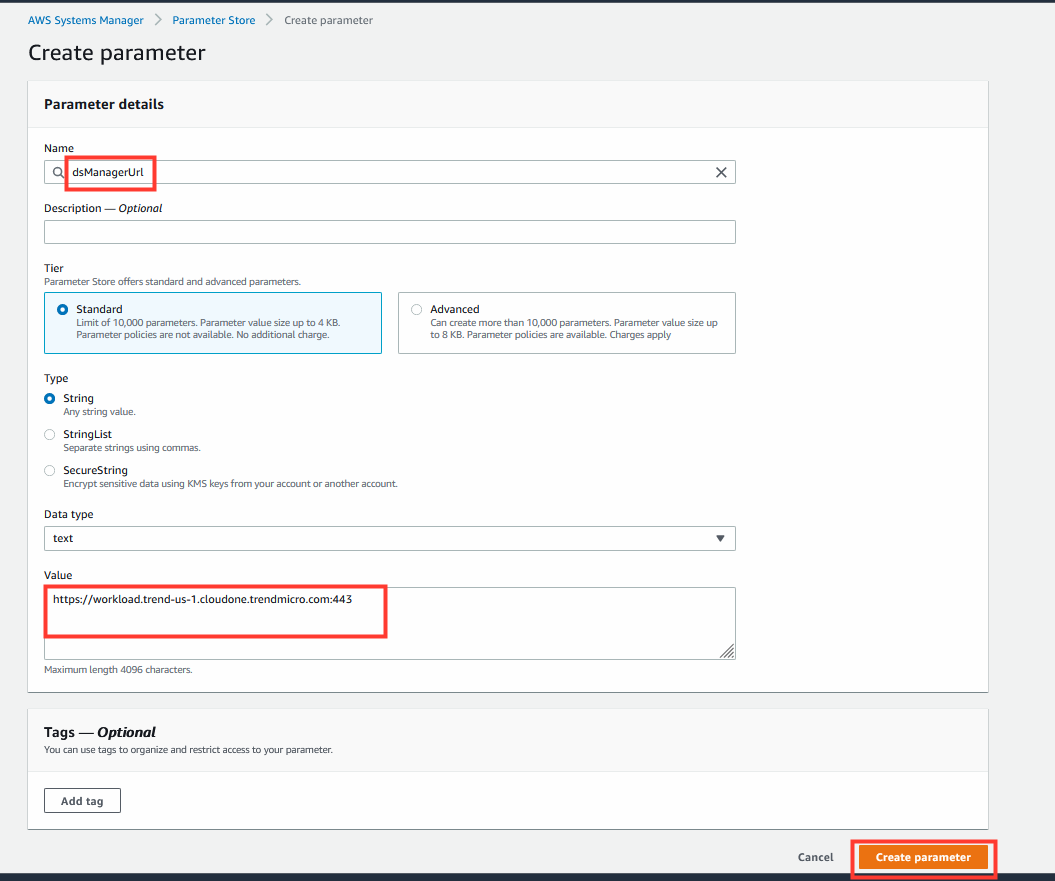 AWS Systems Manager > Parameter Store > Create parameter
Create parameter
Parameter details
Name
dsManagerUrl
Description — Optional
Tier
Parameter Store offers standard and advanced parameters.
Standard
Limit of 10,000 parameters. Parameter value size up to 4 KB.
Parameter policies are not available. No additional charge.
Advanced
Can create more than 10,000 parameters. Parameter value size up
to 8 KB. Parameter policies are available. Charges apply
Type
String
Any string value.
StringList
Separate strings using commas.
SecureString
Encrypt sensitive data using KMS keys from your account or another account.
Data type
text
Value
https://workload.trend-us-1.cloudone.trendmicro.com:443
Maximum length 4096 characters.
Tags — Optional
You can use tags to organize and restrict access to your parameter.
Add tag
Cancel
Create parameter